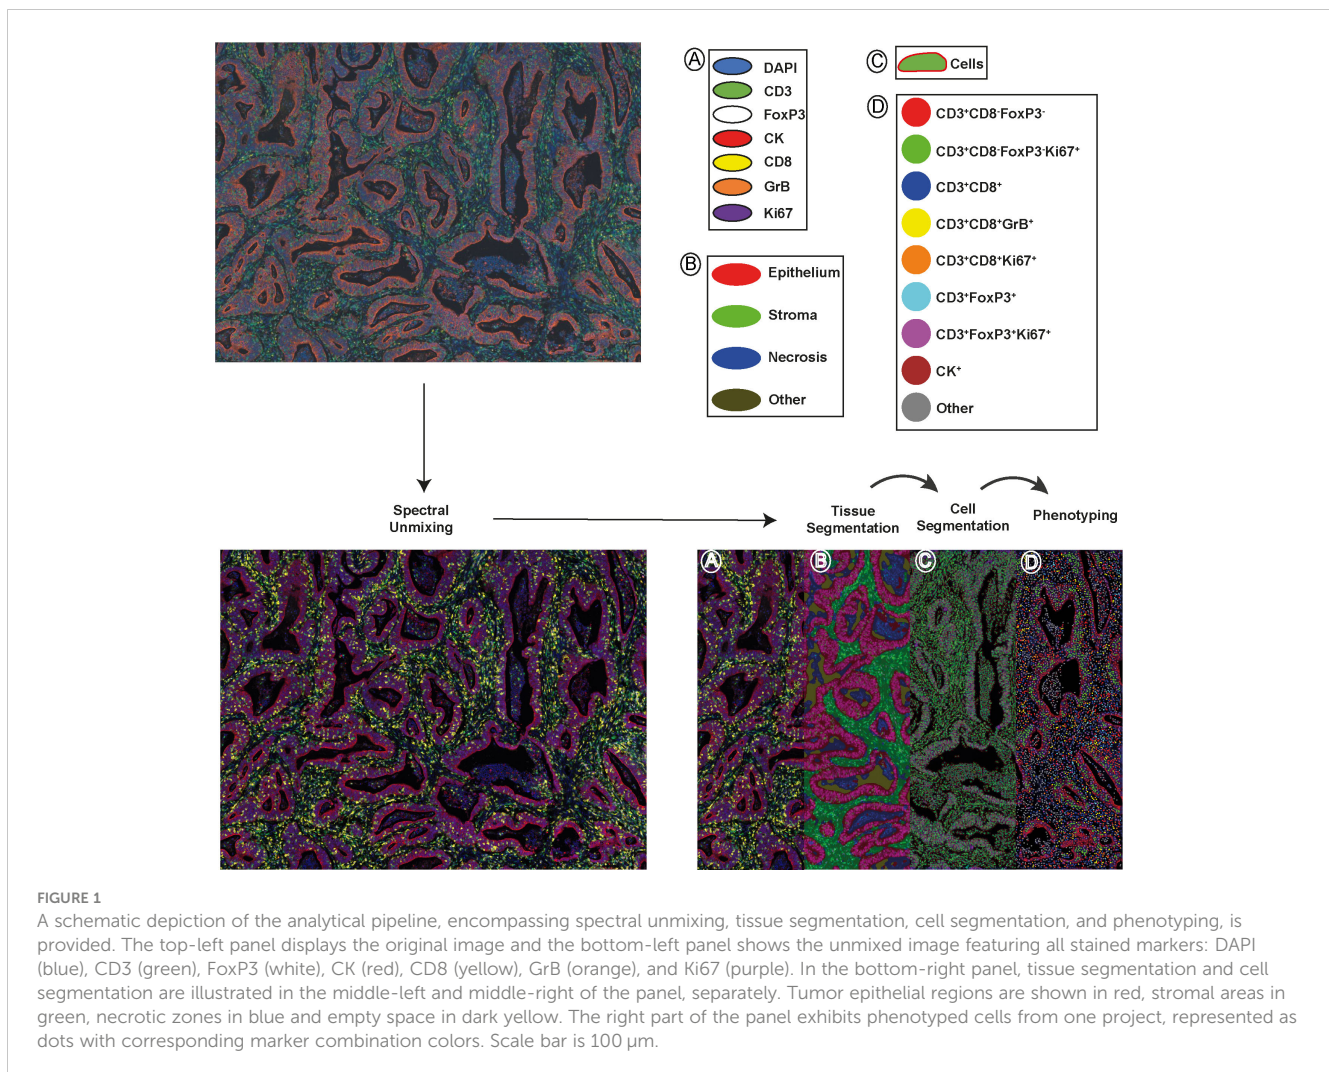 A
DAPI
CD3
FoxP3
CK
CD8
GrB
Ki67
B
Epithelium
Stroma
Necrosis
Other
C
Cells
D
CD3⁺CD8⁻FoxP3⁻
CD3⁺CD8⁻FoxP3⁻Ki67⁺
CD3⁺CD8⁺
CD3⁺CD8⁺GrB⁺
CD3⁺CD8⁺Ki67⁺
CD3⁺FoxP3⁺
CD3⁺FoxP3⁺Ki67⁺
CK⁺
Other
Spectral
Unmixing
Tissue
Segmentation
Cell
Segmentation
Phenotyping
A
B
C
D
FIGURE 1
A schematic depiction of the analytical pipeline, encompassing spectral unmixing, tissue segmentation, cell segmentation, and phenotyping, is
provided. The top-left panel displays the original image and the bottom-left panel shows the unmixed image featuring all stained markers: DAPI
(blue), CD3 (green), FoxP3 (white), CK (red), CD8 (yellow), GrB (orange), and Ki67 (purple). In the bottom-right panel, tissue segmentation and cell
segmentation are illustrated in the middle-left and middle-right of the panel, separately. Tumor epithelial regions are shown in red, stromal areas in
green, necrotic zones in blue and empty space in dark yellow. The right part of the panel exhibits phenotyped cells from one project, represented as
dots with corresponding marker combination colors. Scale bar is 100 μm.